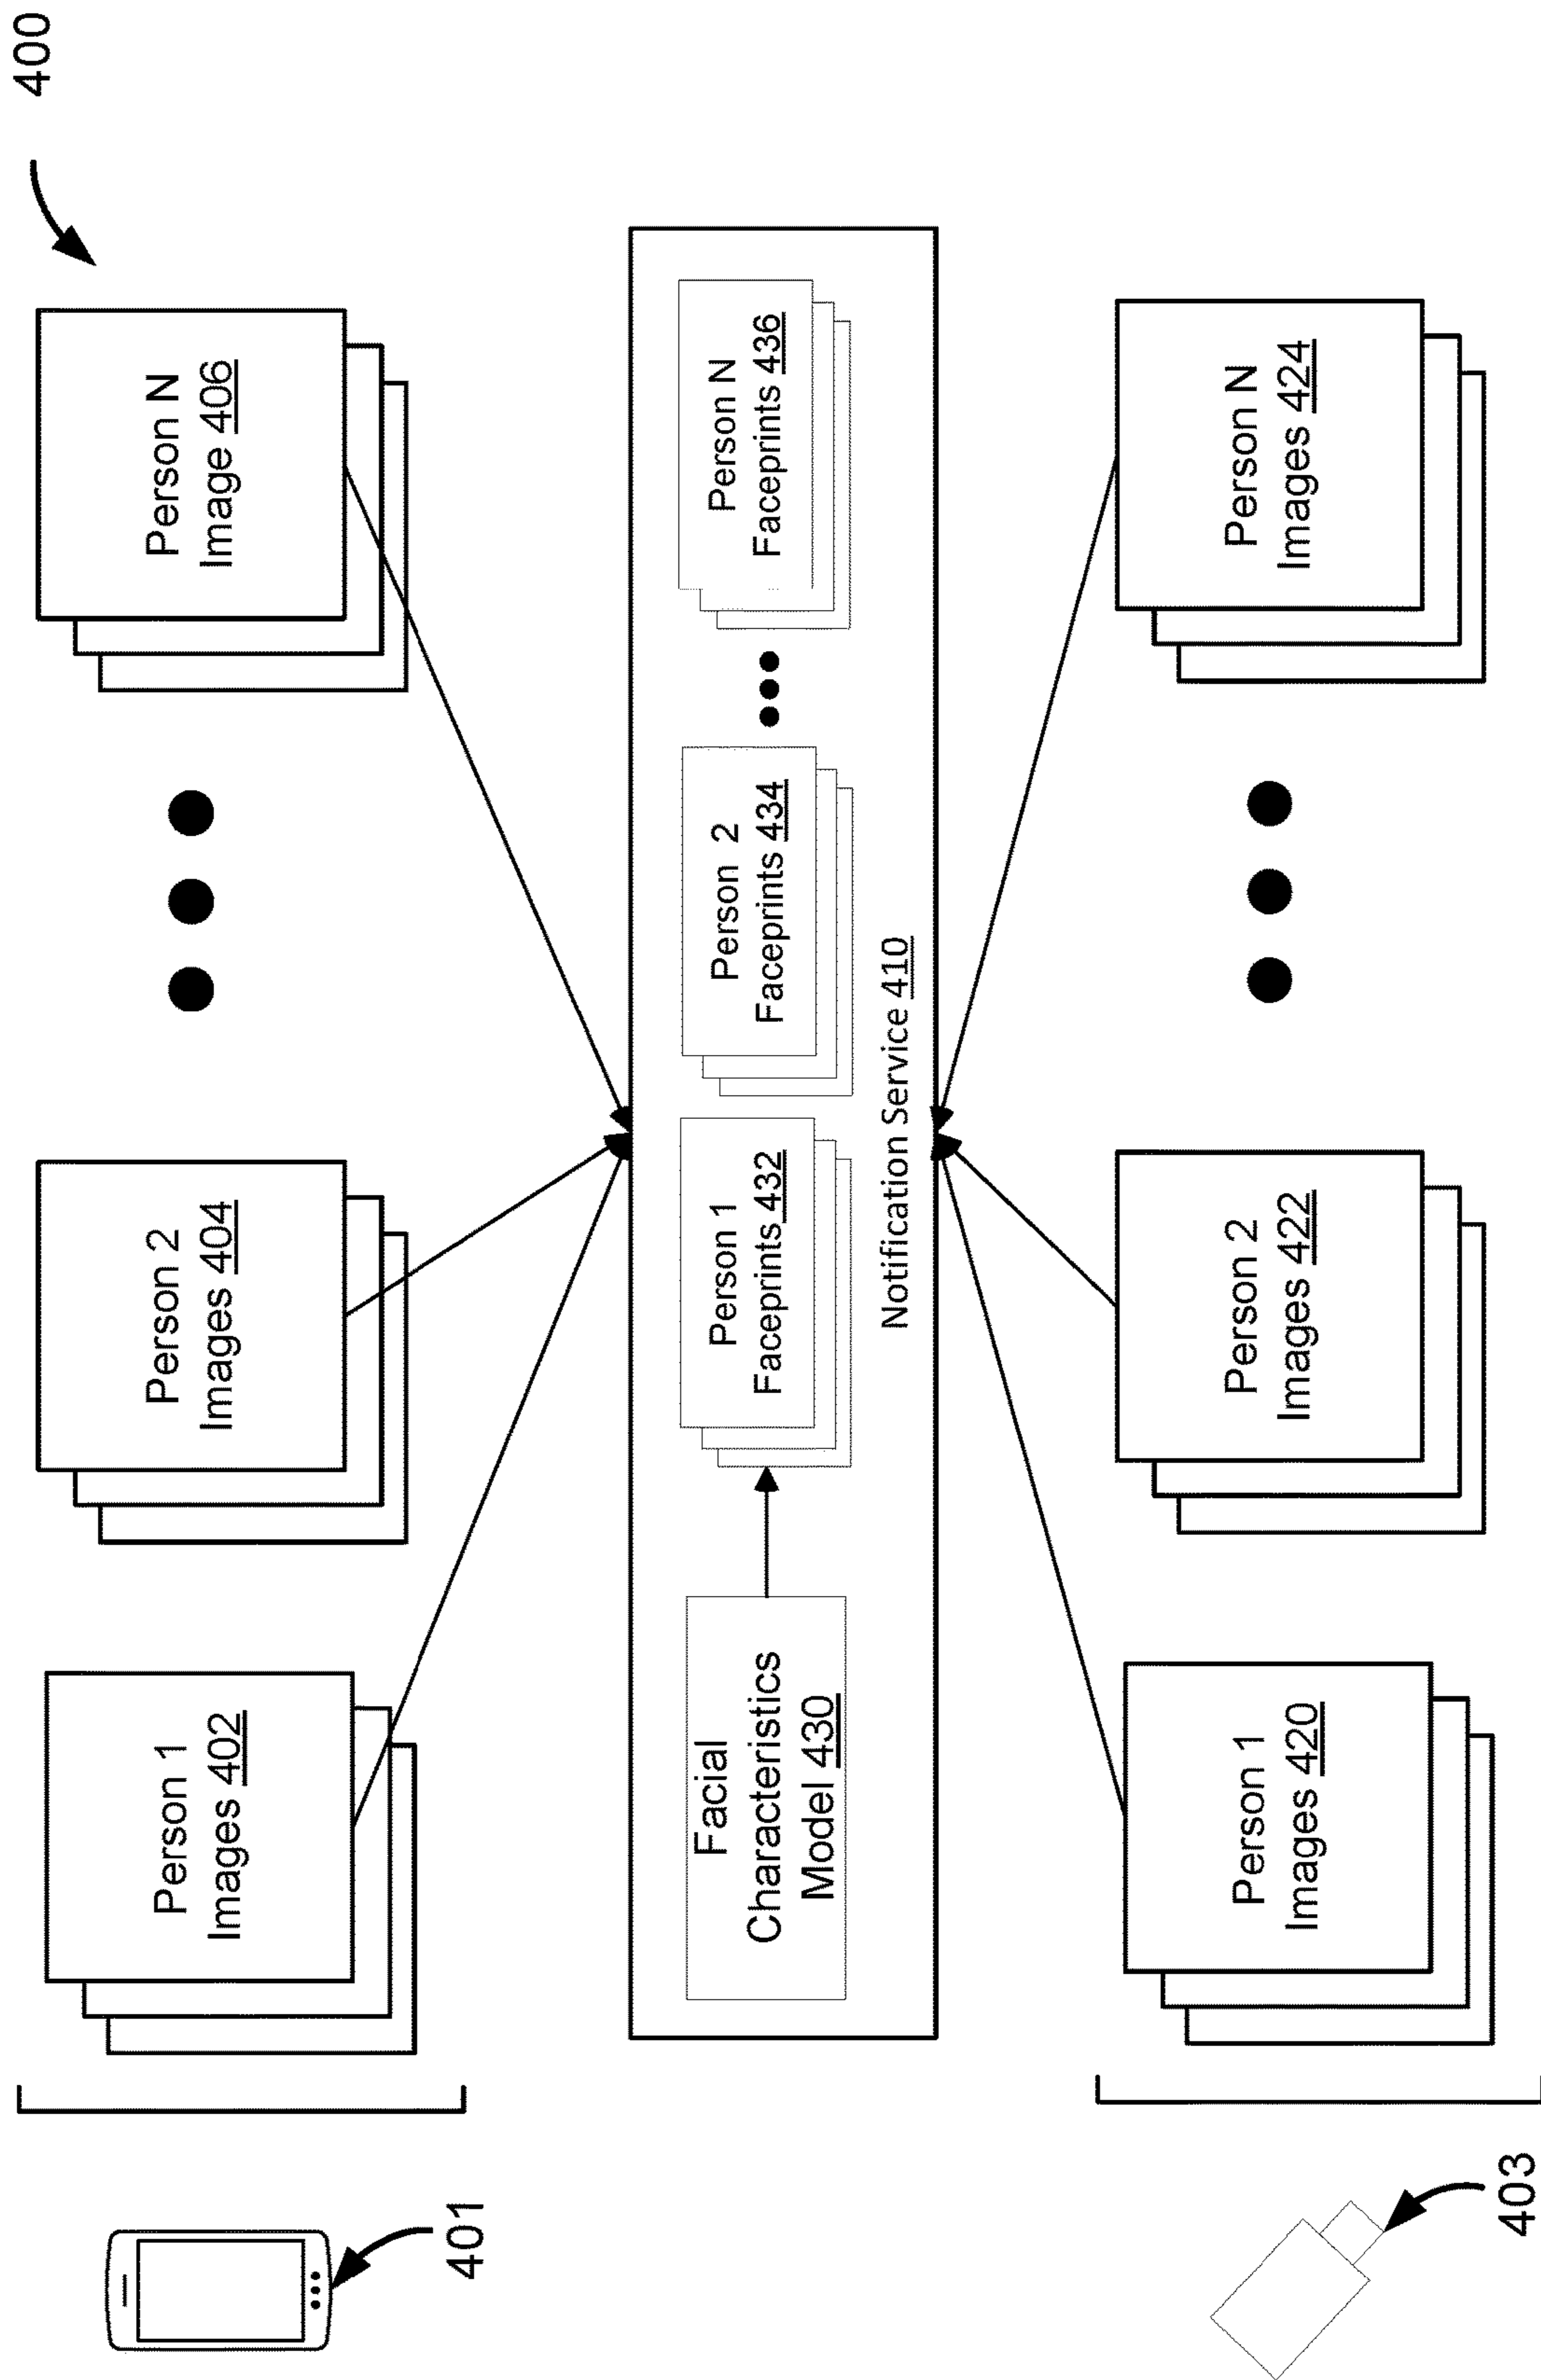 400
Person 1
Images 402
Person 2
Images 404
Person N
Image 406
401
Facial
Characteristics
Model 430
Person 1
Faceprints 432
Person 2
Faceprints 434
Person N
Faceprints 436
Notification Service 410
Person 1
Images 420
Person 2
Images 422
Person N
Images 424
403